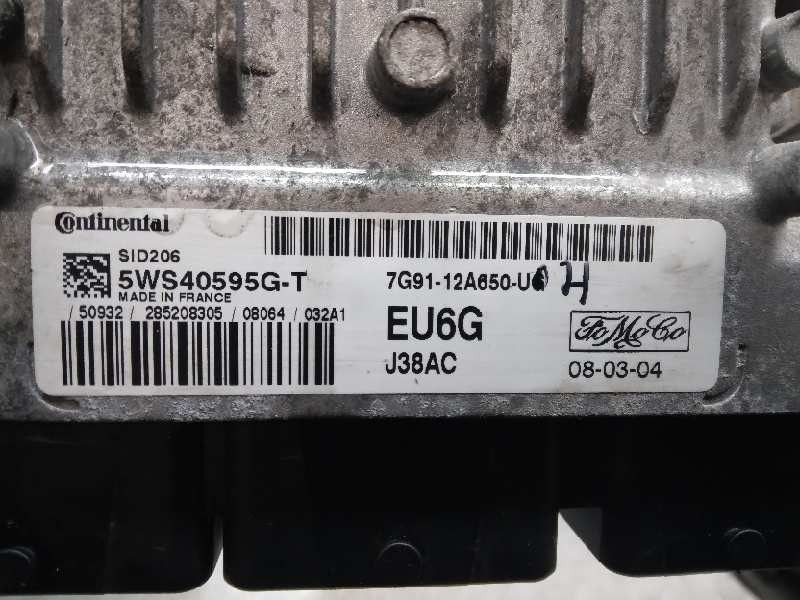 Continental
SID206
5WS40595G-T
MADE IN FRANCE
/ 50932 / 285208305 / 08064 / 032A1
7G91-12A650-U
H
EU6G
J38AC
FoMoCo
08-03-04